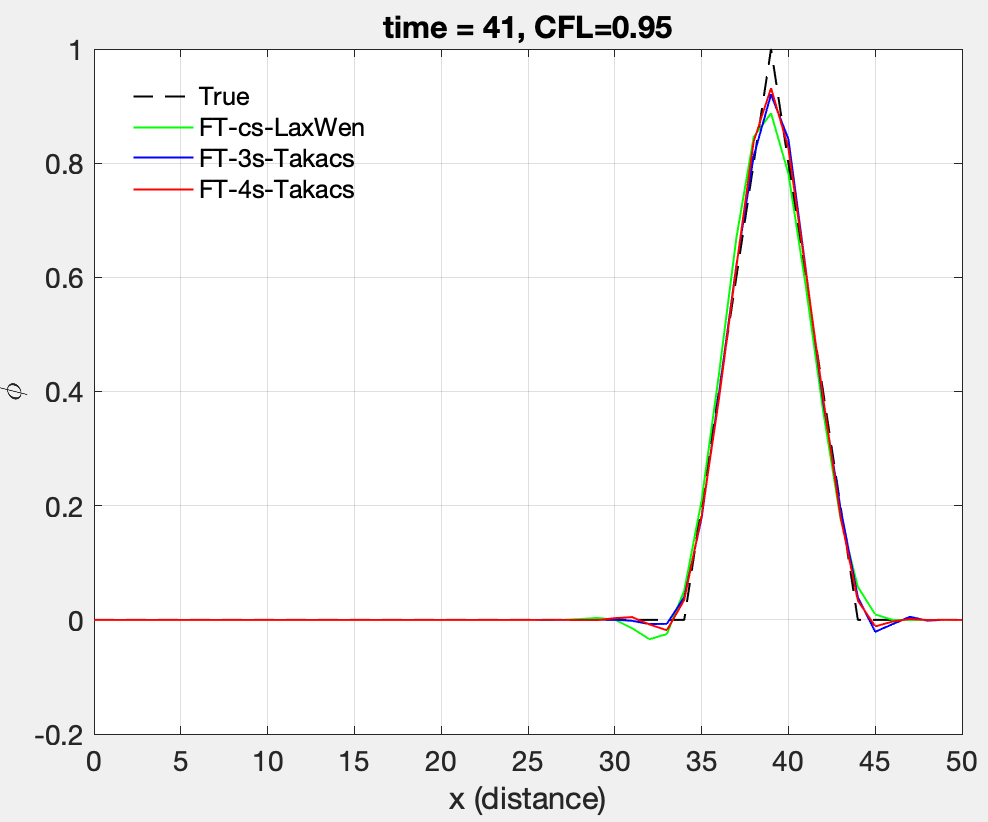 time = 41, CFL=0.95
True
FT-cs-LaxWen
FT-3s-Takacs
FT-4s-Takacs
1
0.8
0.6
0.4
0.2
0
-0.2
ϕ
0 5 10 15 20 25 30 35 40 45 50
x (distance)